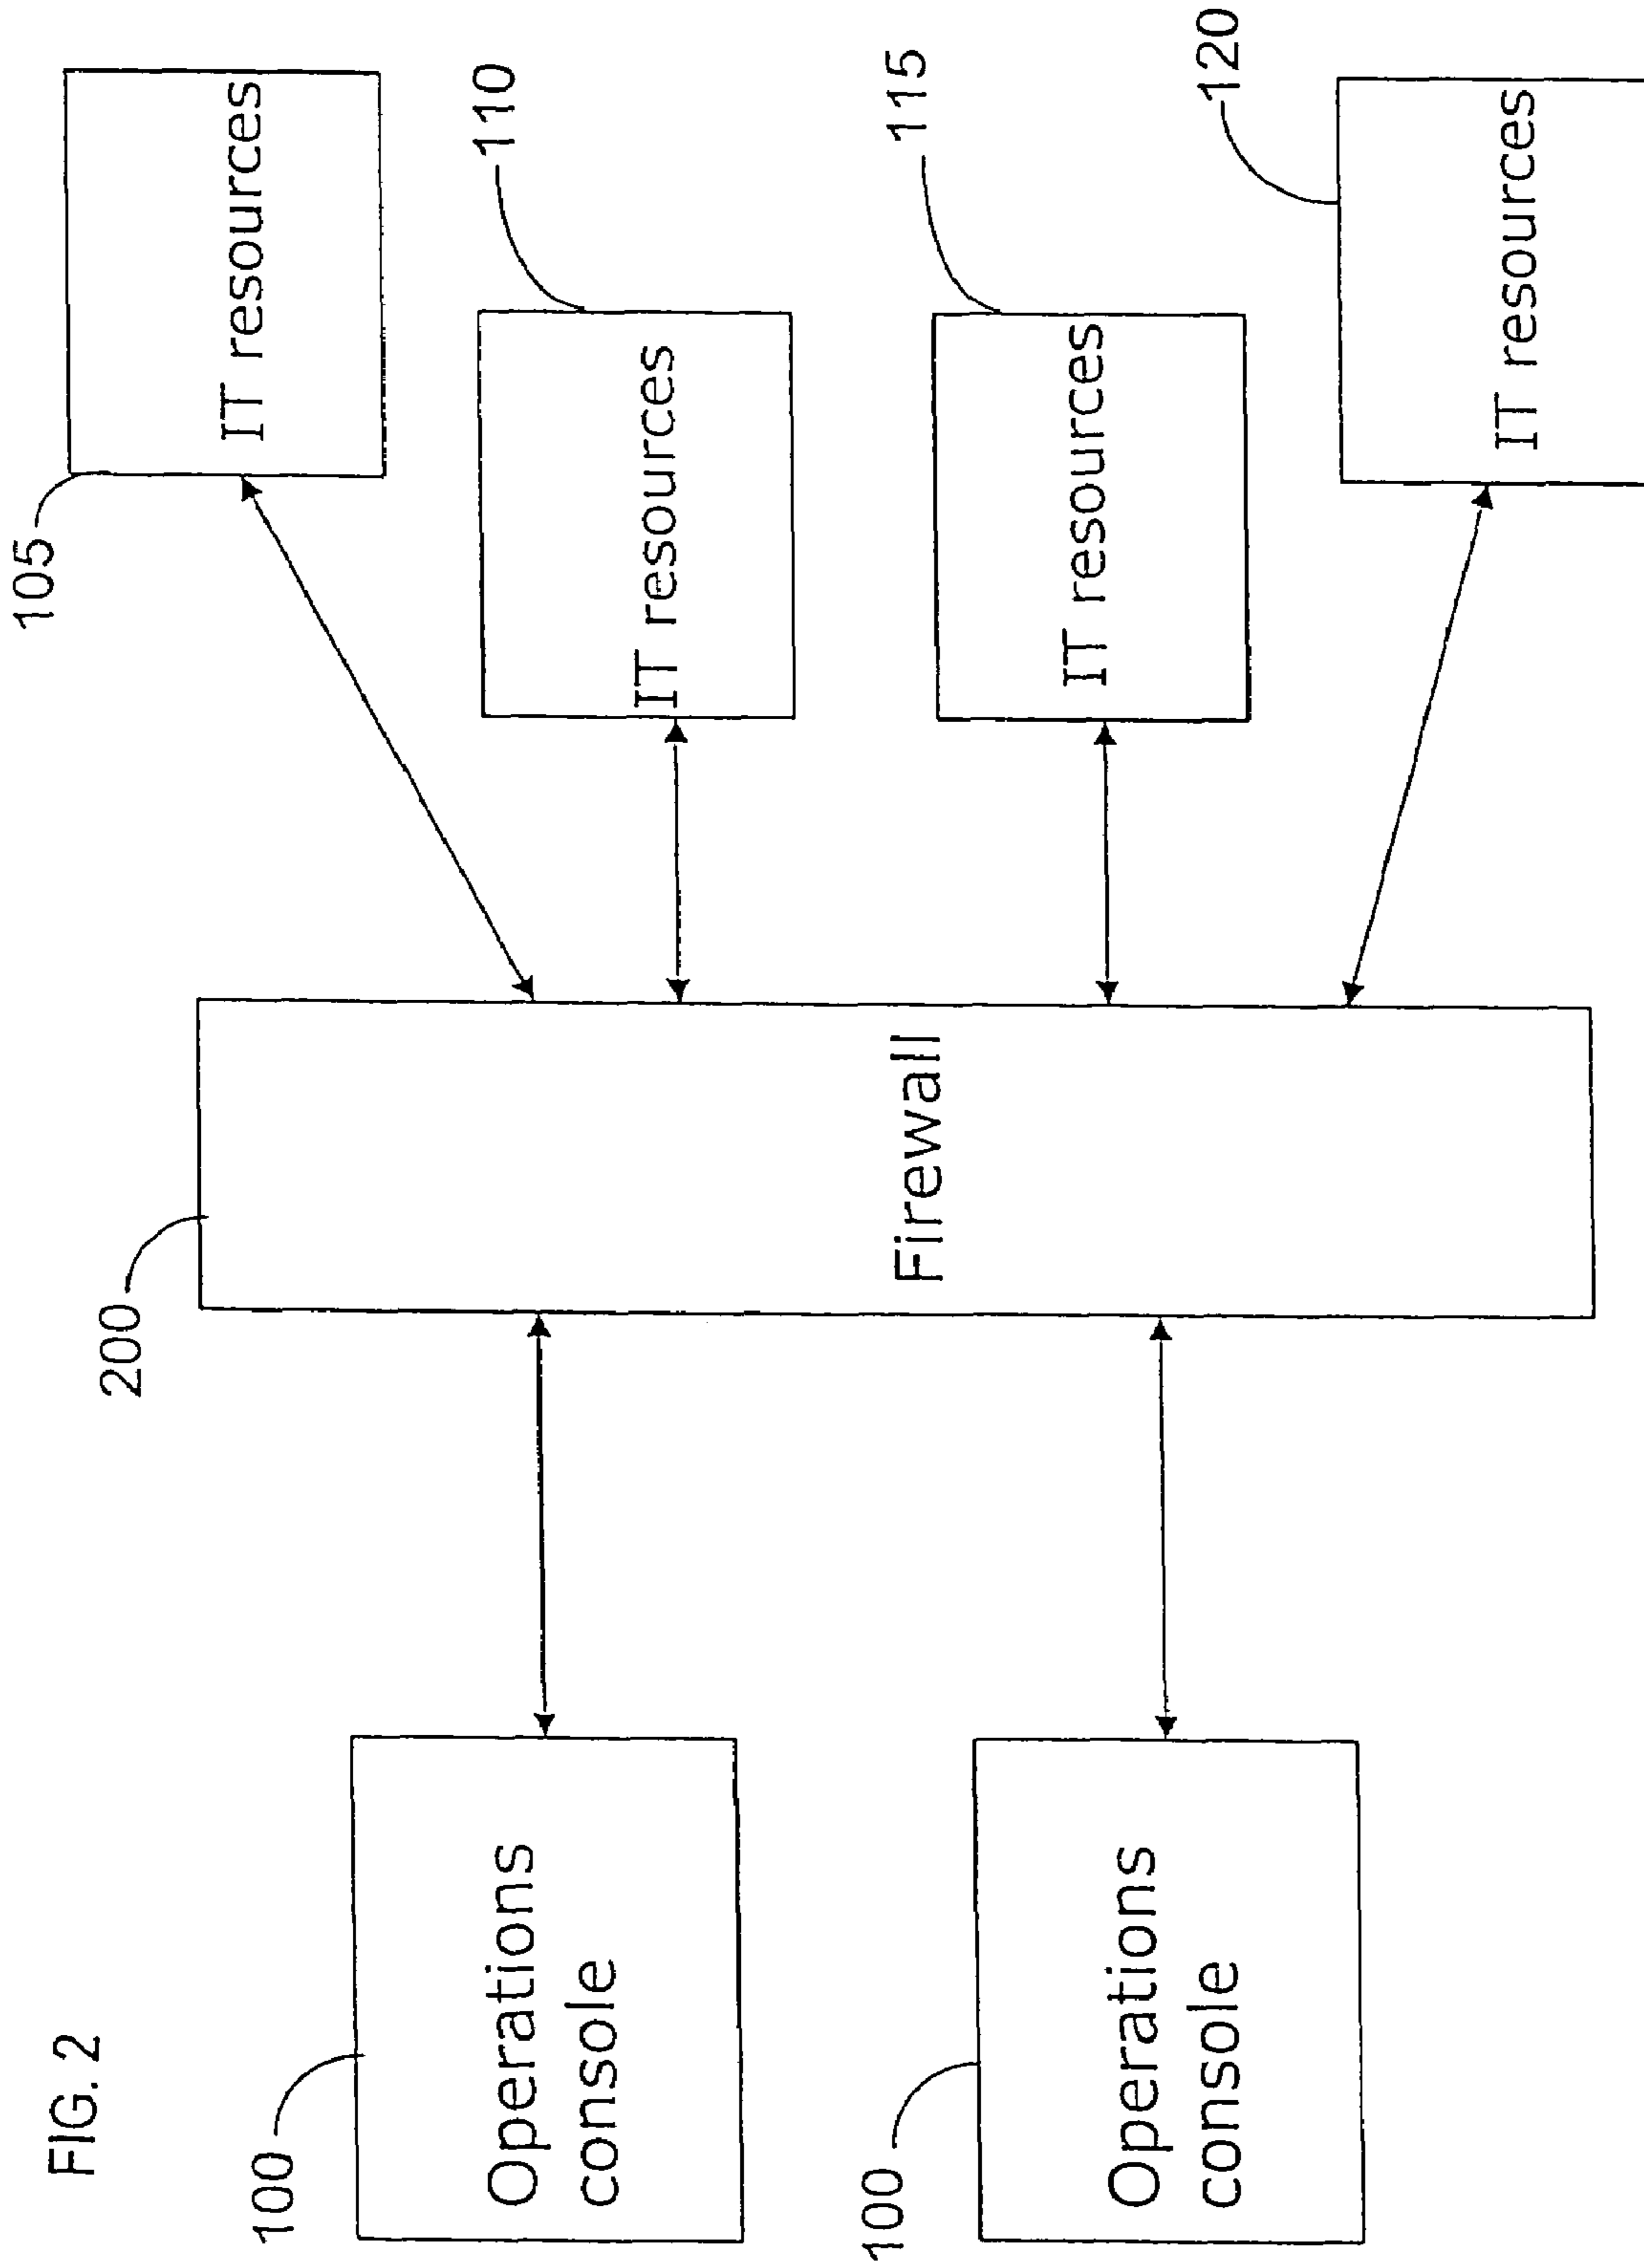 FIG. 2
100
Operations
console
100
Operations
console
200
Firewall
105
IT resources
110
IT resources
115
IT resources
120
IT resources